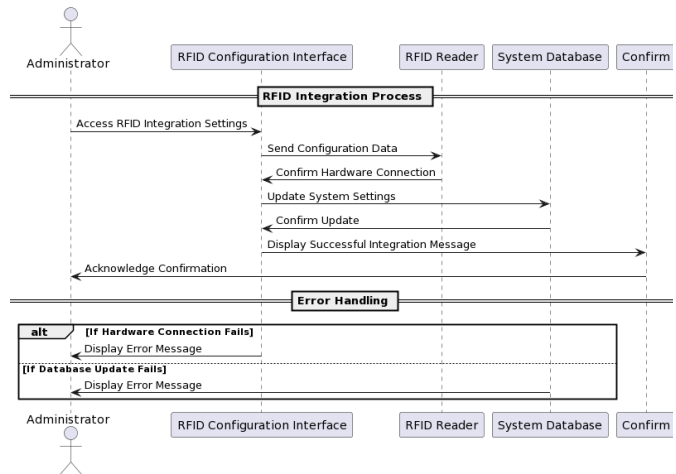 Administrator
RFID Configuration Interface
RFID Reader
System Database
Confirm
RFID Integration Process
Access RFID Integration Settings
Send Configuration Data
Confirm Hardware Connection
Update System Settings
Confirm Update
Display Successful Integration Message
Acknowledge Confirmation
Error Handling
alt [If Hardware Connection Fails]
Display Error Message
[If Database Update Fails]
Display Error Message
Administrator
RFID Configuration Interface
RFID Reader
System Database
Confirm